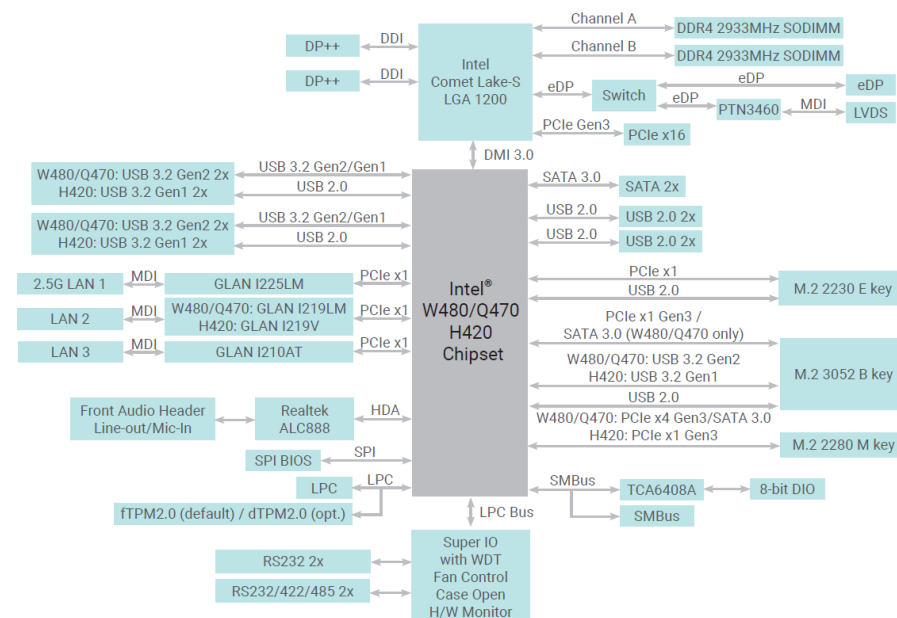 Channel A
DDR4 2933MHz SODIMM
DP++
DDI
Channel B
DDR4 2933MHz SODIMM
DP++
DDI
Intel
Comet Lake-S
LGA 1200
eDP
Switch
eDP
eDP
eDP
PTN3460
MDI
LVDS
PCIe Gen3
PCIe x16
DMI 3.0
W480/Q470: USB 3.2 Gen2 2x
H420: USB 3.2 Gen1 2x
USB 3.2 Gen2/Gen1
USB 2.0
W480/Q470: USB 3.2 Gen2 2x
H420: USB 3.2 Gen1 2x
USB 3.2 Gen2/Gen1
USB 2.0
SATA 3.0
SATA 2x
USB 2.0
USB 2.0 2x
USB 2.0
USB 2.0 2x
2.5G LAN 1
MDI
GLAN I225LM
PCIe x1
LAN 2
MDI
W480/Q470: GLAN I219LM
H420: GLAN I219V
PCIe x1
LAN 3
MDI
GLAN I210AT
PCIe x1
Intel®
W480/Q470
H420
Chipset
PCIe x1
USB 2.0
M.2 2230 E key
PCIe x1 Gen3 /
SATA 3.0 (W480/Q470 only)
W480/Q470: USB 3.2 Gen2
H420: USB 3.2 Gen1
USB 2.0
M.2 3052 B key
W480/Q470: PCIe x4 Gen3/SATA 3.0
H420: PCIe x1 Gen3
M.2 2280 M key
Front Audio Header
Line-out/Mic-In
Realtek
ALC888
HDA
SPI BIOS
SPI
LPC
LPC
fTPM2.0 (default) / dTPM2.0 (opt.)
SMBus
TCA6408A
8-bit DIO
SMBus
LPC Bus
RS232 2x
RS232/422/485 2x
Super IO
with WDT
Fan Control
Case Open
H/W Monitor